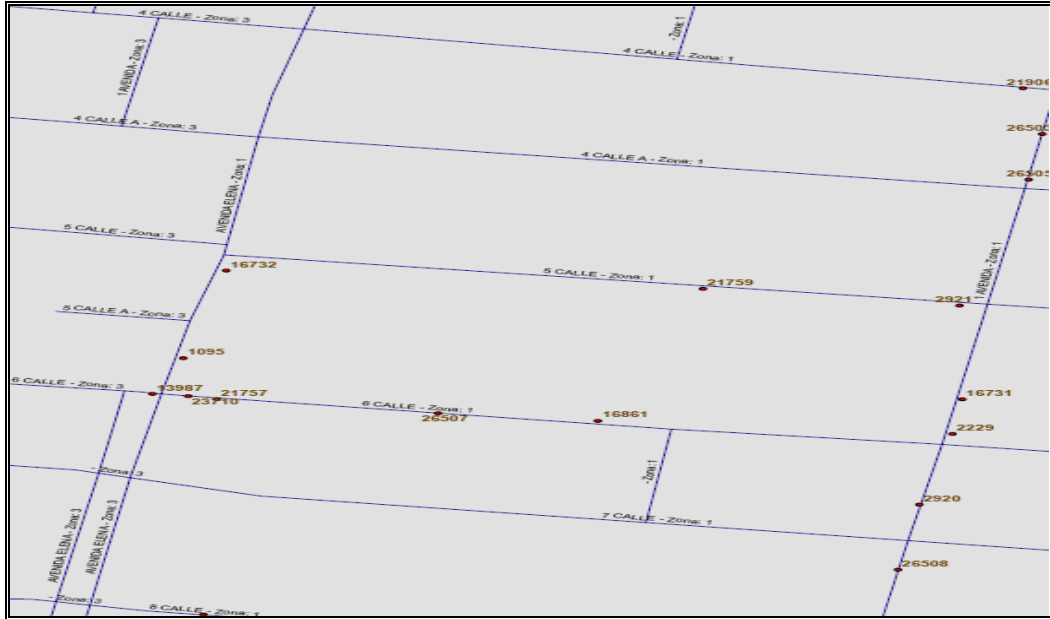 4 CALLE - Zona: 3
- Zona: 1
4 CALLE - Zona: 1
1 AVENIDA - Zona: 3
21906
4 CALLE A - Zona: 3
26503
4 CALLE A - Zona: 1
26505
AVENIDA ELENA - Zona: 1
5 CALLE - Zona: 3
16732
5 CALLE - Zona: 1
21759
1 AVENIDA - Zona: 1
2921
5 CALLE A - Zona: 3
1095
6 CALLE - Zona: 3
13987
23710
21757
6 CALLE - Zona: 1
26507
16861
16731
2229
- Zona: 3
- Zona: 1
2920
7 CALLE - Zona: 1
AVENIDA ELENA - Zona: 3
AVENIDA ELENA - Zona: 3
26508
- Zona: 3
8 CALLE - Zona: 1